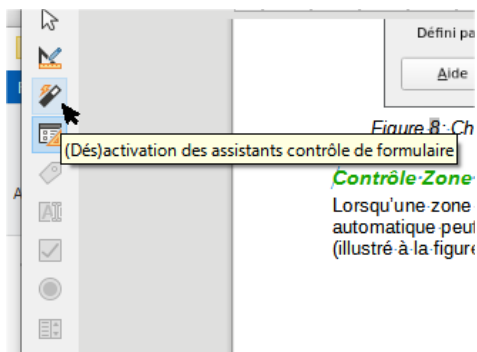 Défini pa
Aide
Figure 8: Ch
(Dés)activation des assistants contrôle de formulaire
Contrôle Zone
Lorsqu'une zone
automatique peut
(illustré à la figure
A